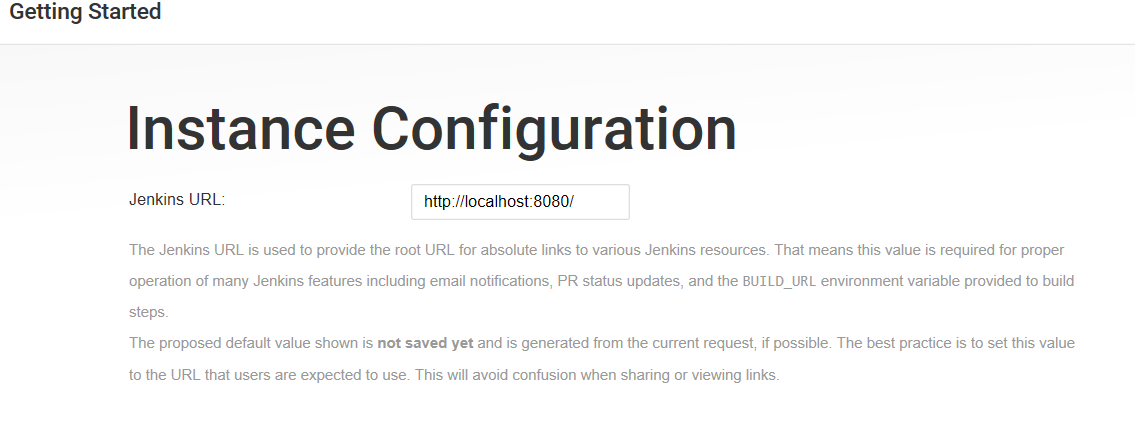 Getting Started
Instance Configuration
Jenkins URL:
http://localhost:8080/
The Jenkins URL is used to provide the root URL for absolute links to various Jenkins resources. That means this value is required for proper
operation of many Jenkins features including email notifications, PR status updates, and the BUILD_URL environment variable provided to build
steps.
The proposed default value shown is not saved yet and is generated from the current request, if possible. The best practice is to set this value
to the URL that users are expected to use. This will avoid confusion when sharing or viewing links.